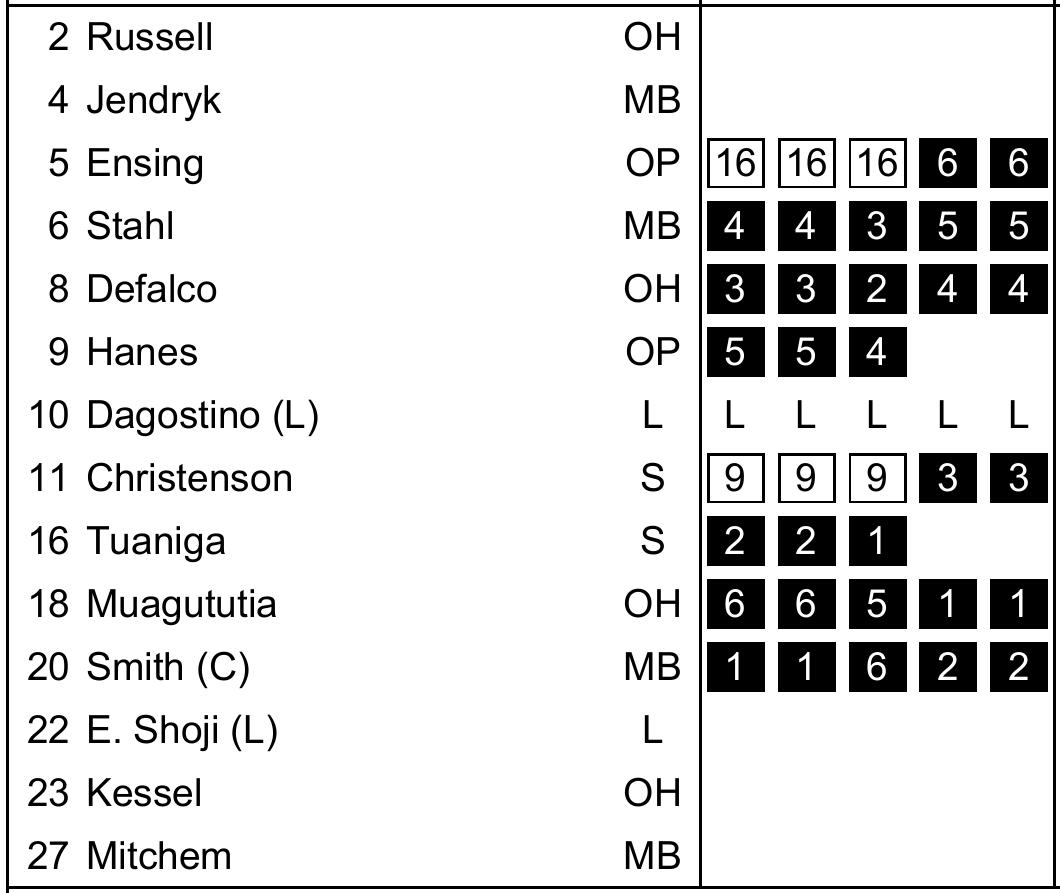 2 Russell OH
4 Jendryk MB
5 Ensing OP 16 16 16 6 6
6 Stahl MB 4 4 3 5 5
8 Defalco OH 3 3 2 4 4
9 Hanes OP 5 5 4
10 Dagostino (L) L L L L L L
11 Christenson S 9 9 9 3 3
16 Tuaniga S 2 2 1
18 Muagututia OH 6 6 5 1 1
20 Smith (C) MB 1 1 6 2 2
22 E. Shoji (L) L
23 Kessel OH
27 Mitchem MB